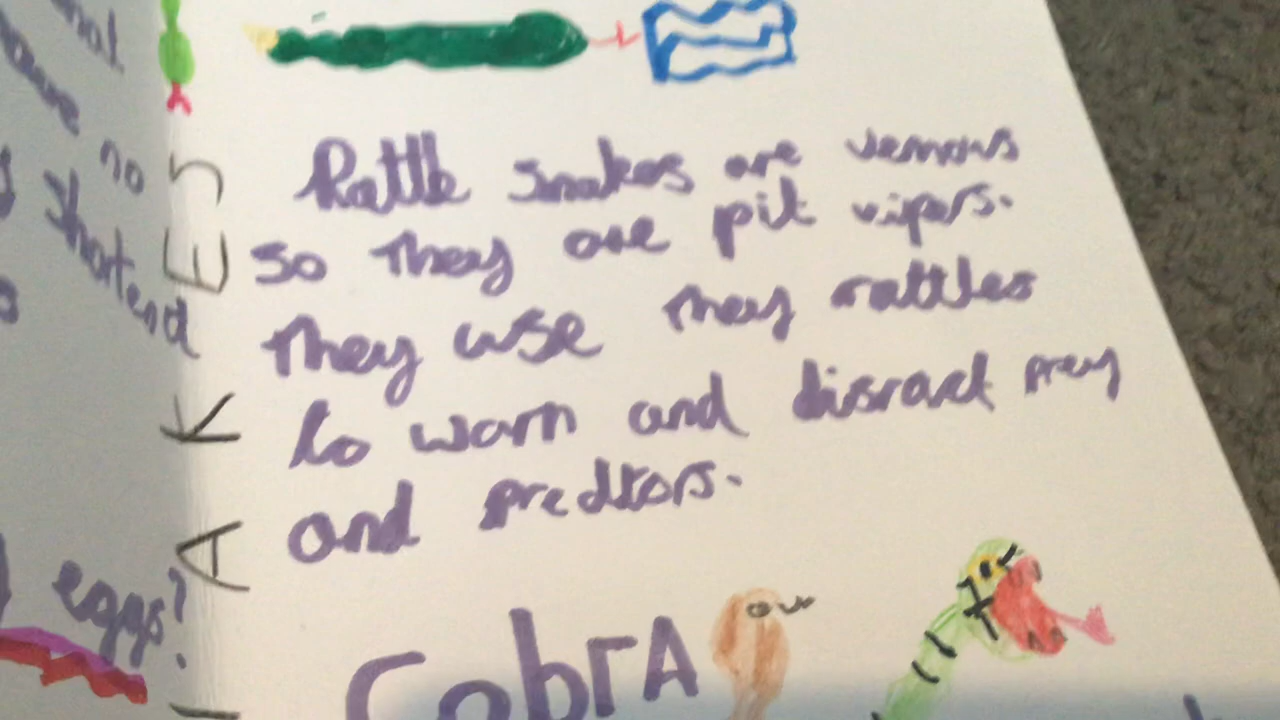 no
Shortend
eggs?
S
E
K
A
Rattle snakes are vemous
so they are pit vipers.
They use they rattles
to warn and disract prey
and predtors.
CobrA